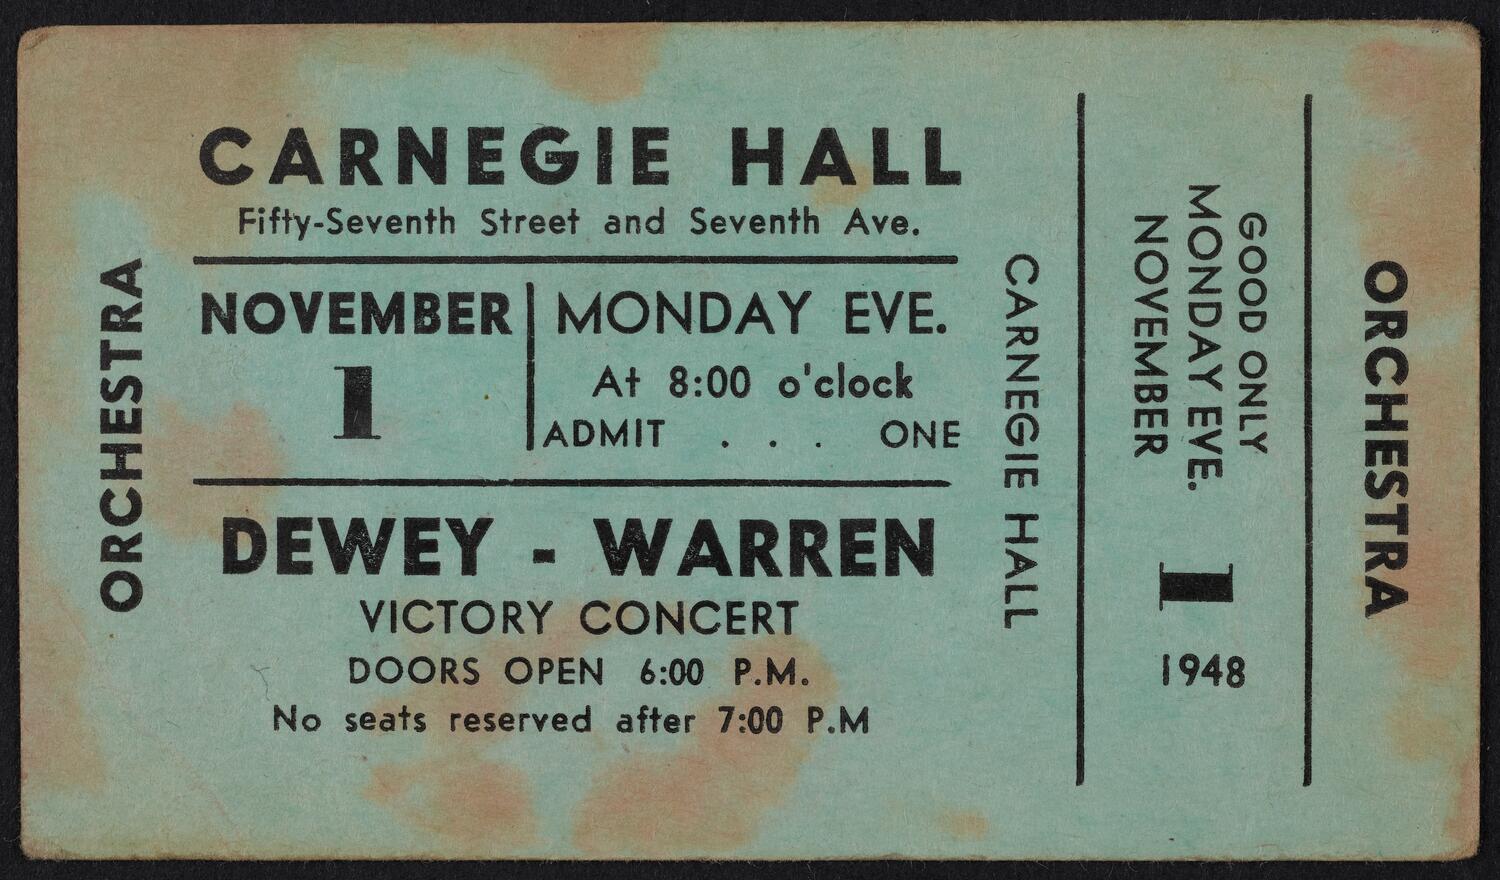 ORCHESTRA
CARNEGIE HALL
Fifty-Seventh Street and Seventh Ave.
NOVEMBER
1
MONDAY EVE.
At 8:00 o'clock
ADMIT . . . ONE
DEWEY - WARREN
VICTORY CONCERT
DOORS OPEN 6:00 P.M.
No seats reserved after 7:00 P.M
CARNEGIE HALL
GOOD ONLY
MONDAY EVE.
NOVEMBER
1
1948
ORCHESTRA